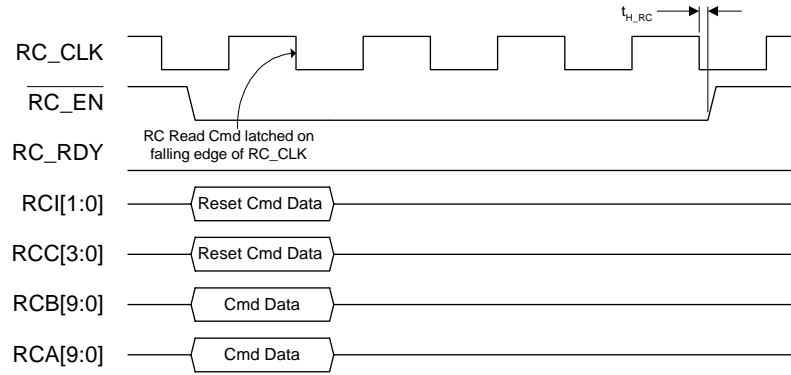 t_H_RC
RC_CLK
RC_EN
RC Read Cmd latched on
falling edge of RC_CLK
RC_RDY
RCI[1:0] Reset Cmd Data
RCC[3:0] Reset Cmd Data
RCB[9:0] Cmd Data
RCA[9:0] Cmd Data